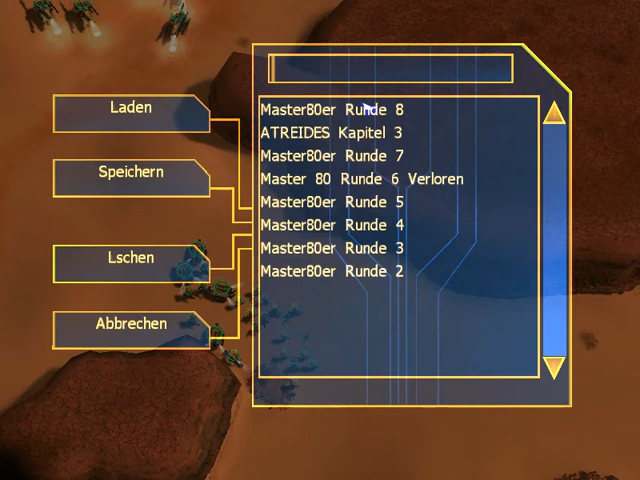 Laden
Speichern
Lschen
Abbrechen
Master80er Runde 8
ATREIDES Kapitel 3
Master80er Runde 7
Master 80 Runde 6 Verloren
Master80er Runde 5
Master80er Runde 4
Master80er Runde 3
Master80er Runde 2